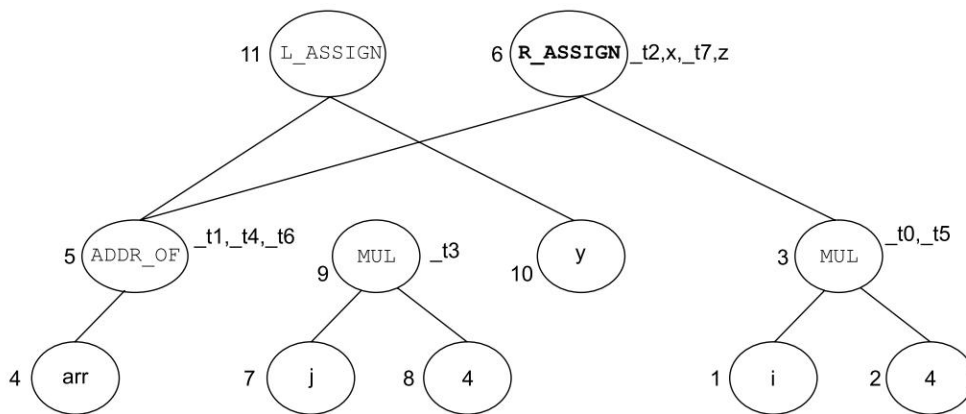 11 L_ASSIGN 6 R_ASSIGN _t2,x,_t7,z
5 ADDR_OF _t1,_t4,_t6 9 MUL _t3 10 y 3 MUL _t0,_t5
4 arr 7 j 8 4 1 i 2 4